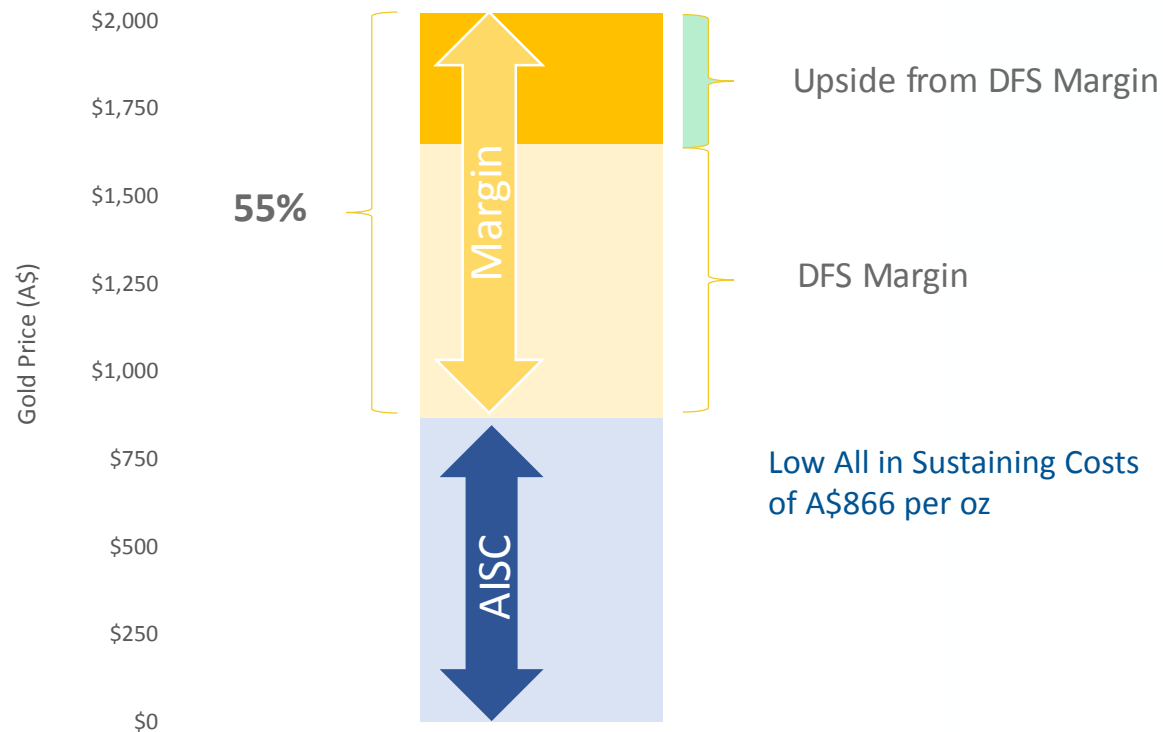 $2,000
$1,750
$1,500
$1,250
$1,000
$750
$500
$250
$0
Gold Price (A$)
55%
Margin
AISC
Upside from DFS Margin
DFS Margin
Low All in Sustaining Costs
of A$866 per oz